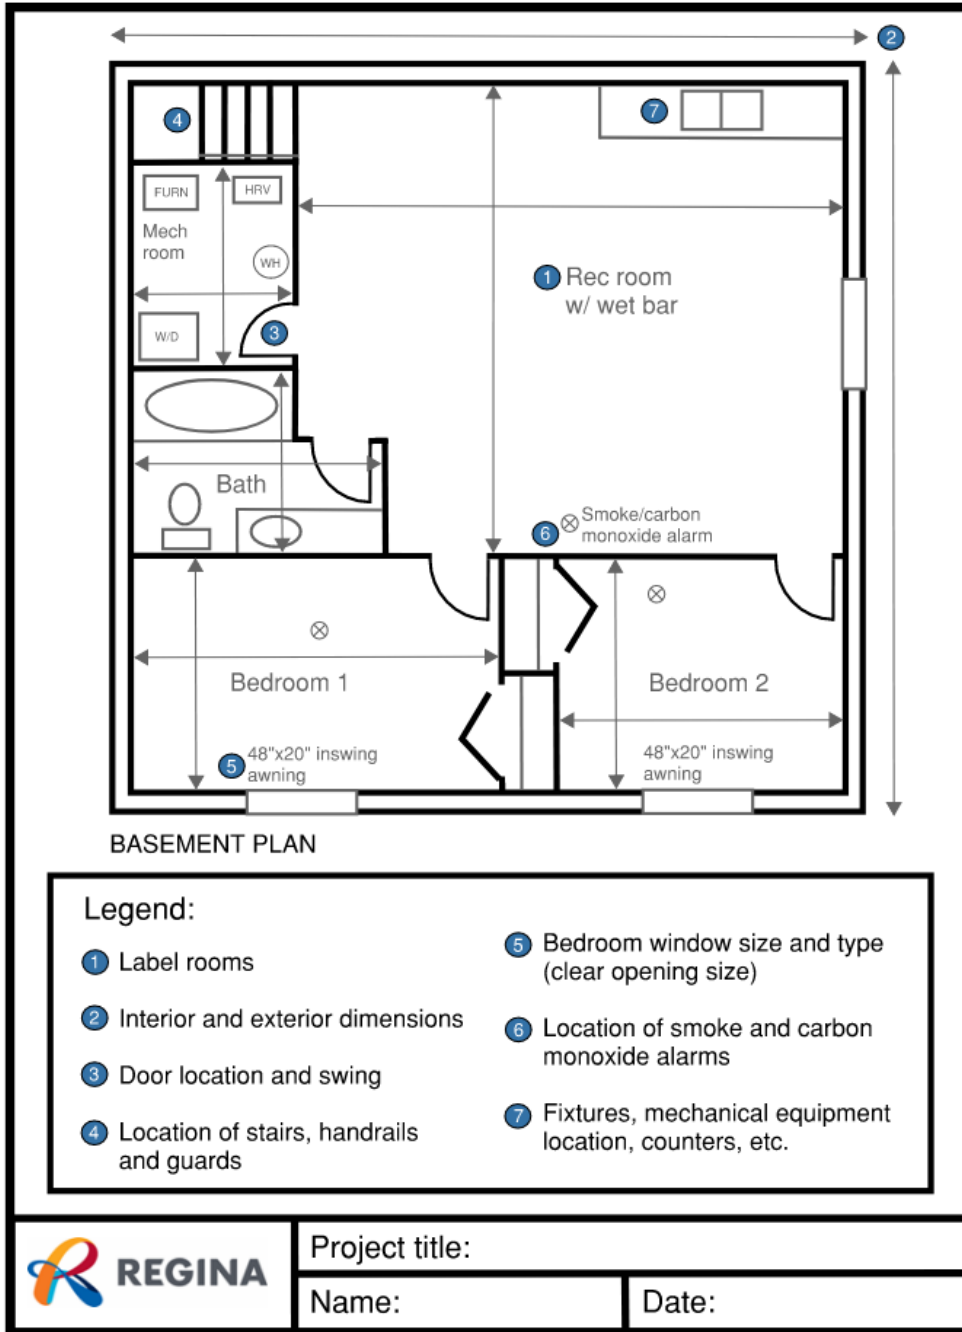 2
4
7
FURN
HRV
Mech
room
WH
1 Rec room
w/ wet bar
3
W/D
Bath
6 Smoke/carbon
monoxide alarm
Bedroom 1
Bedroom 2
5 48"x20" inswing
awning
48"x20" inswing
awning
BASEMENT PLAN
Legend:
1 Label rooms
2 Interior and exterior dimensions
3 Door location and swing
4 Location of stairs, handrails
and guards
5 Bedroom window size and type
(clear opening size)
6 Location of smoke and carbon
monoxide alarms
7 Fixtures, mechanical equipment
location, counters, etc.
REGINA
Project title:
Name:
Date: